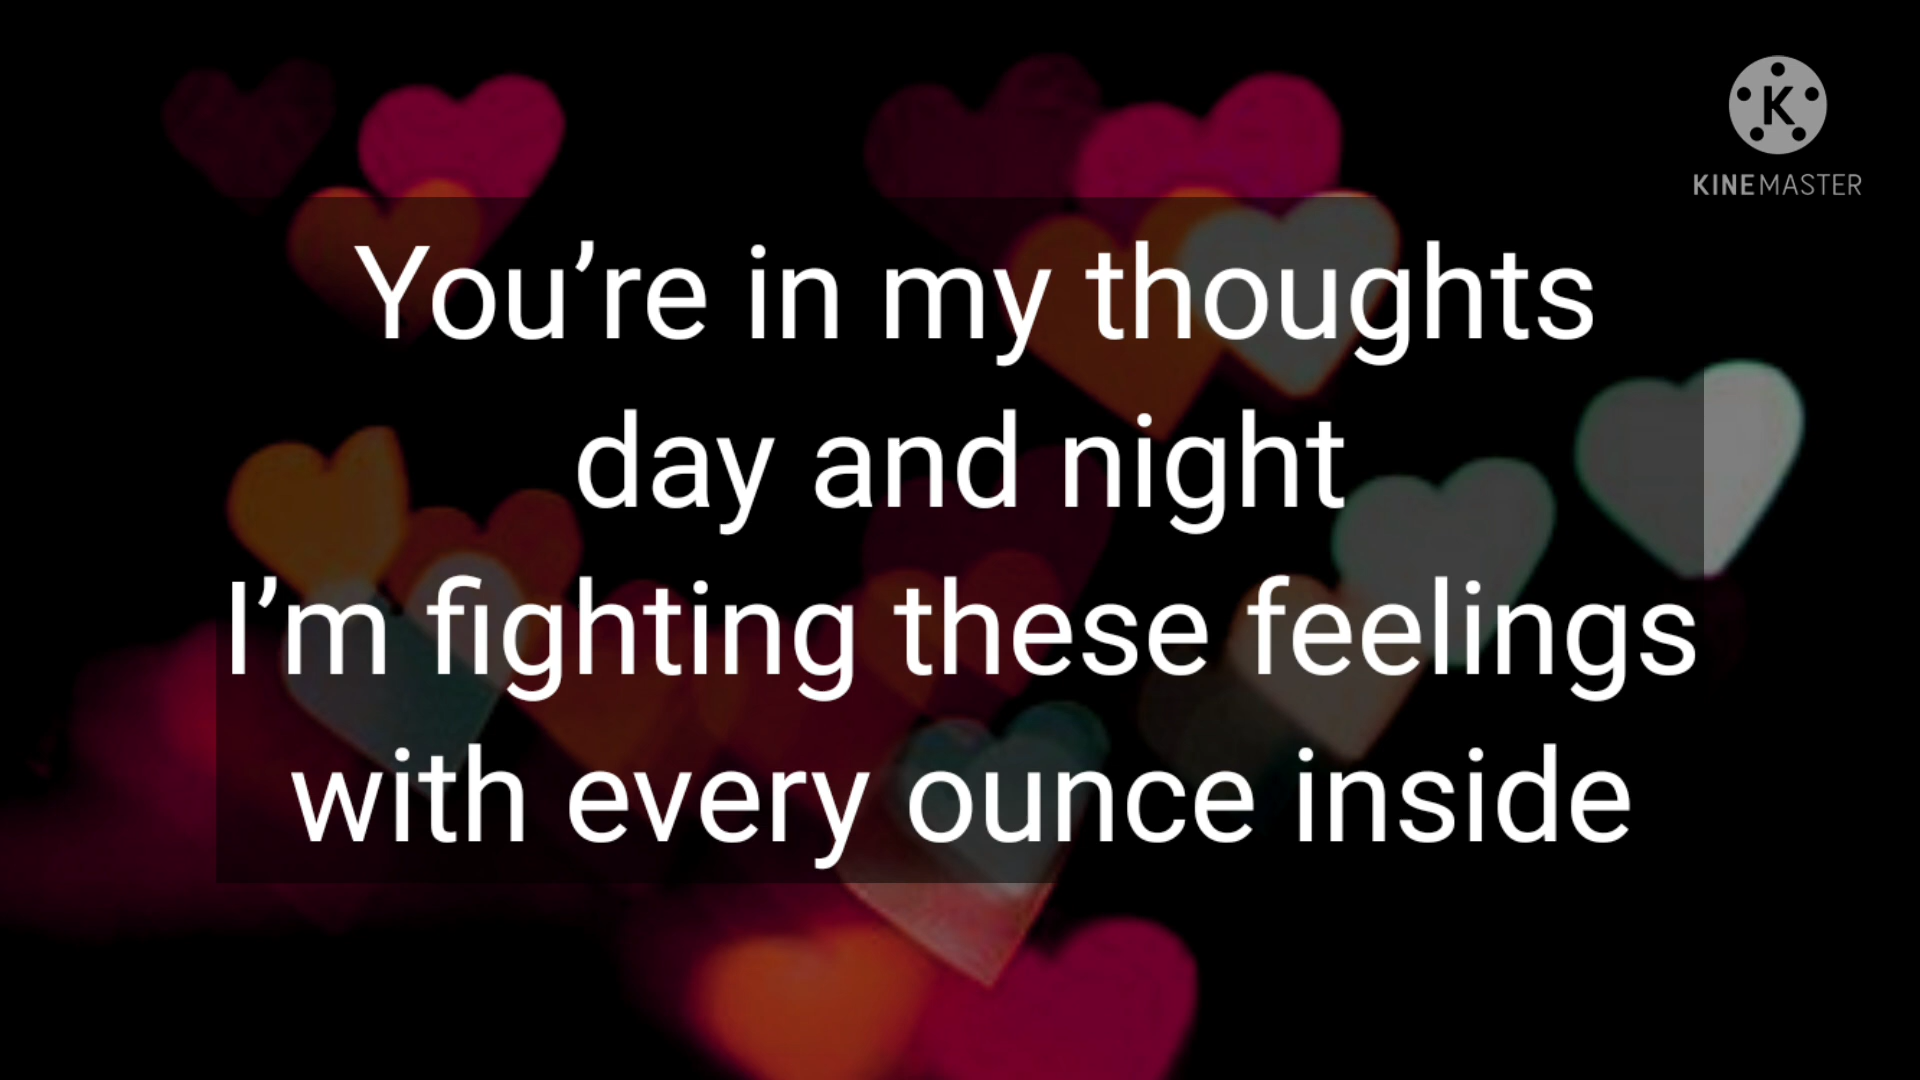 KINEMASTER
You’re in my thoughts
day and night
I’m fighting these feelings
with every ounce inside